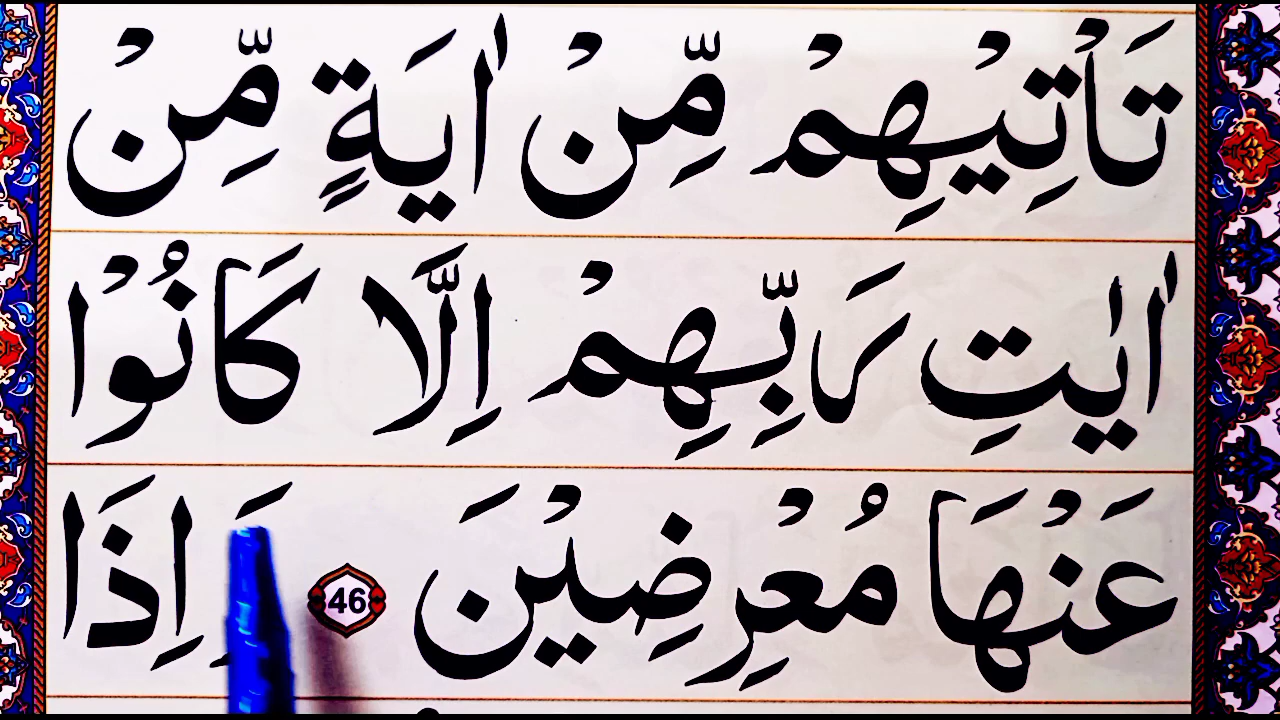 تَاْتِيْهِمْ مِّنْ اٰيَةٍ مِّنْ
اٰيٰتِ رَبِّهِمْ اِلَّا كَانُوْا
عَنْهَا مُعْرِضِيْنَ 46 اِذَا